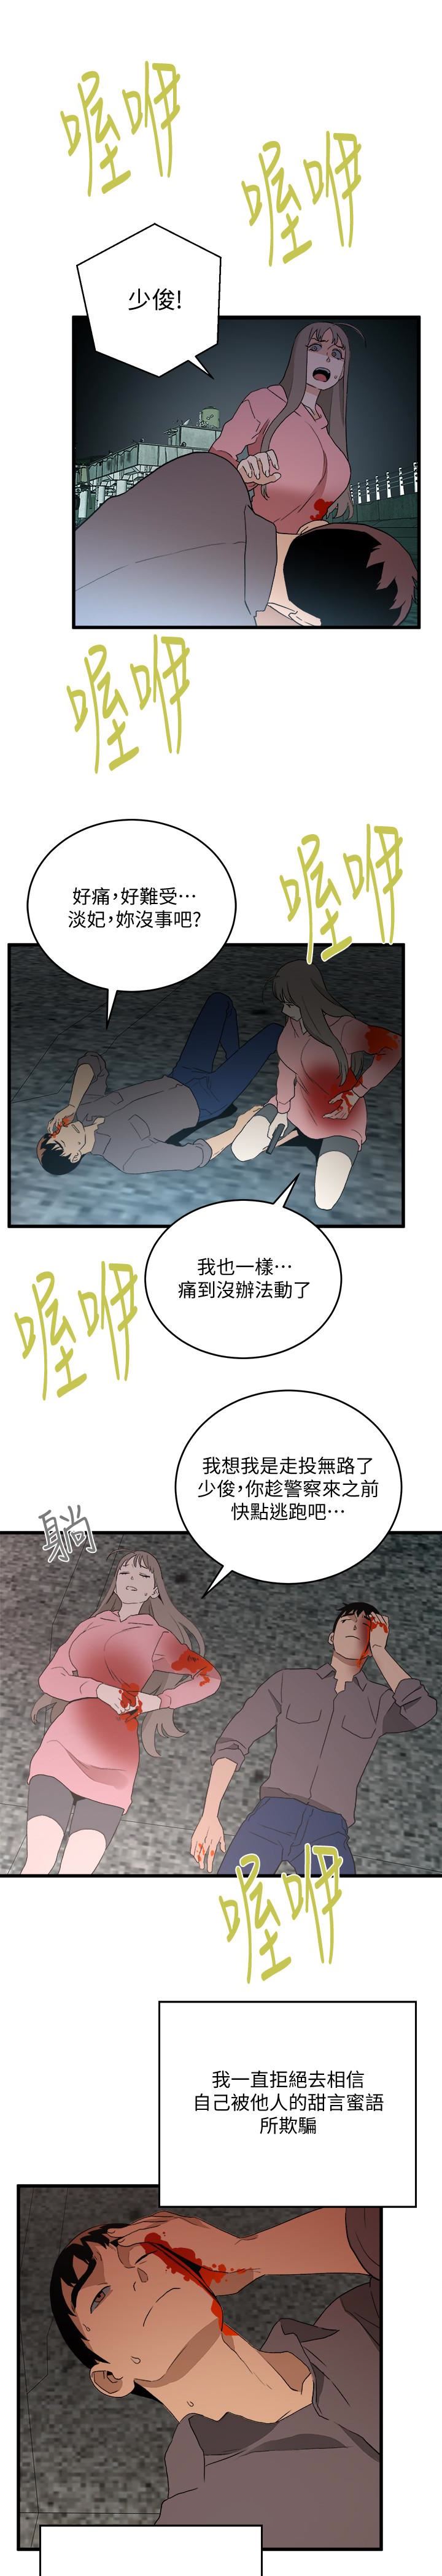 喔咿
喔咿
少俊!
喔咿
喔咿
好痛，好難受…
淡妃，妳沒事吧?
我也一樣…
痛到沒辦法動了
喔咿
我想我是走投無路了
少俊，你趁警察來之前
快點逃跑吧…
躺
喔咿
我一直拒絕去相信
自己被他人的甜言蜜語
所欺騙